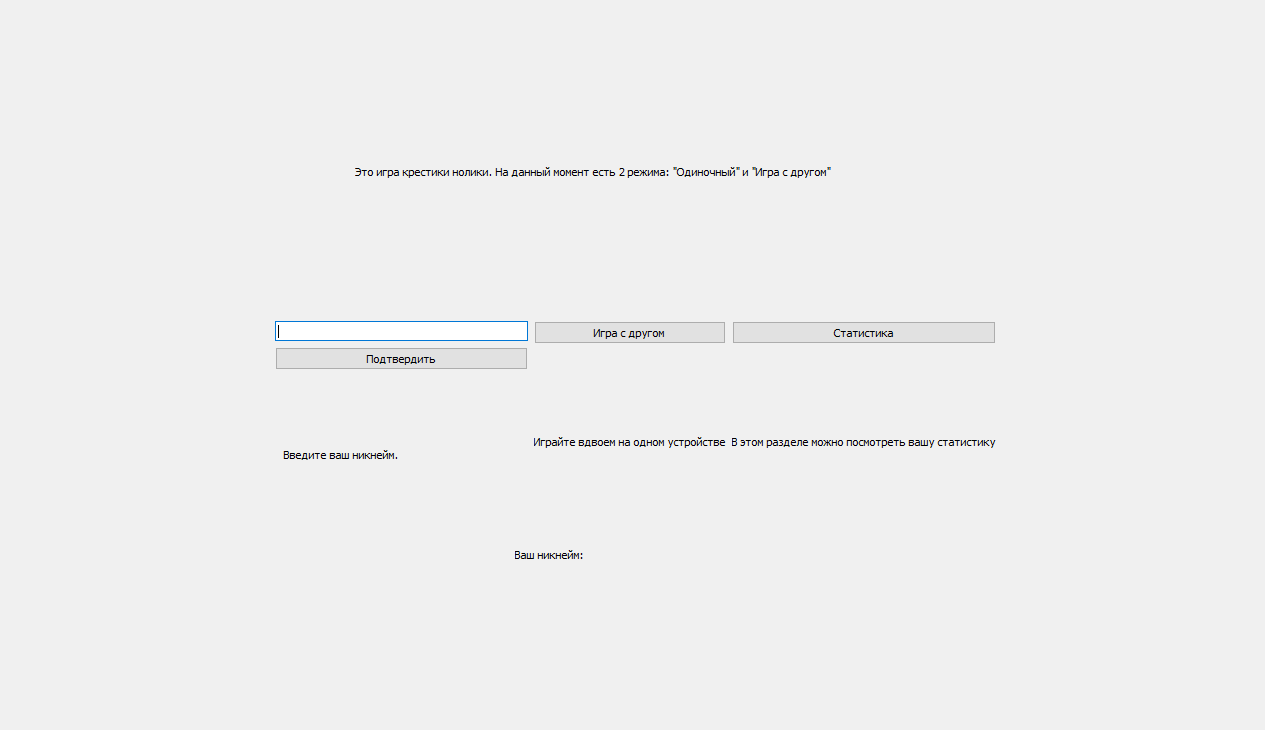 Это игра крестики нолики. На данный момент есть 2 режима: "Одиночный" и "Игра с другом"
Игра с другом
Статистика
Подтвердить
Играйте вдвоем на одном устройстве
В этом разделе можно посмотреть вашу статистику
Введите ваш никнейм.
Ваш никнейм: